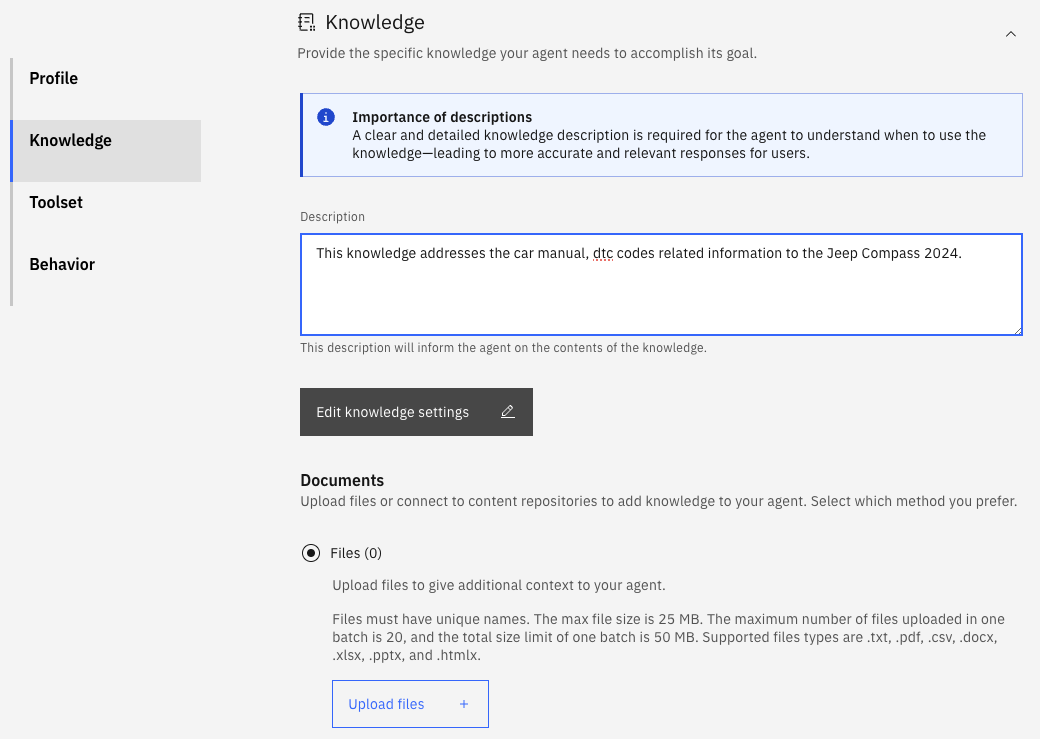 Knowledge
Provide the specific knowledge your agent needs to accomplish its goal.
Profile
Knowledge
Toolset
Behavior
Importance of descriptions
A clear and detailed knowledge description is required for the agent to understand when to use the
knowledge—leading to more accurate and relevant responses for users.
Description
This knowledge addresses the car manual, dtc codes related information to the Jeep Compass 2024.
This description will inform the agent on the contents of the knowledge.
Edit knowledge settings
Documents
Upload files or connect to content repositories to add knowledge to your agent. Select which method you prefer.
Files (0)
Upload files to give additional context to your agent.
Files must have unique names. The max file size is 25 MB. The maximum number of files uploaded in one
batch is 20, and the total size limit of one batch is 50 MB. Supported files types are .txt, .pdf, .csv, .docx,
.xlsx, .pptx, and .htmlx.
Upload files +